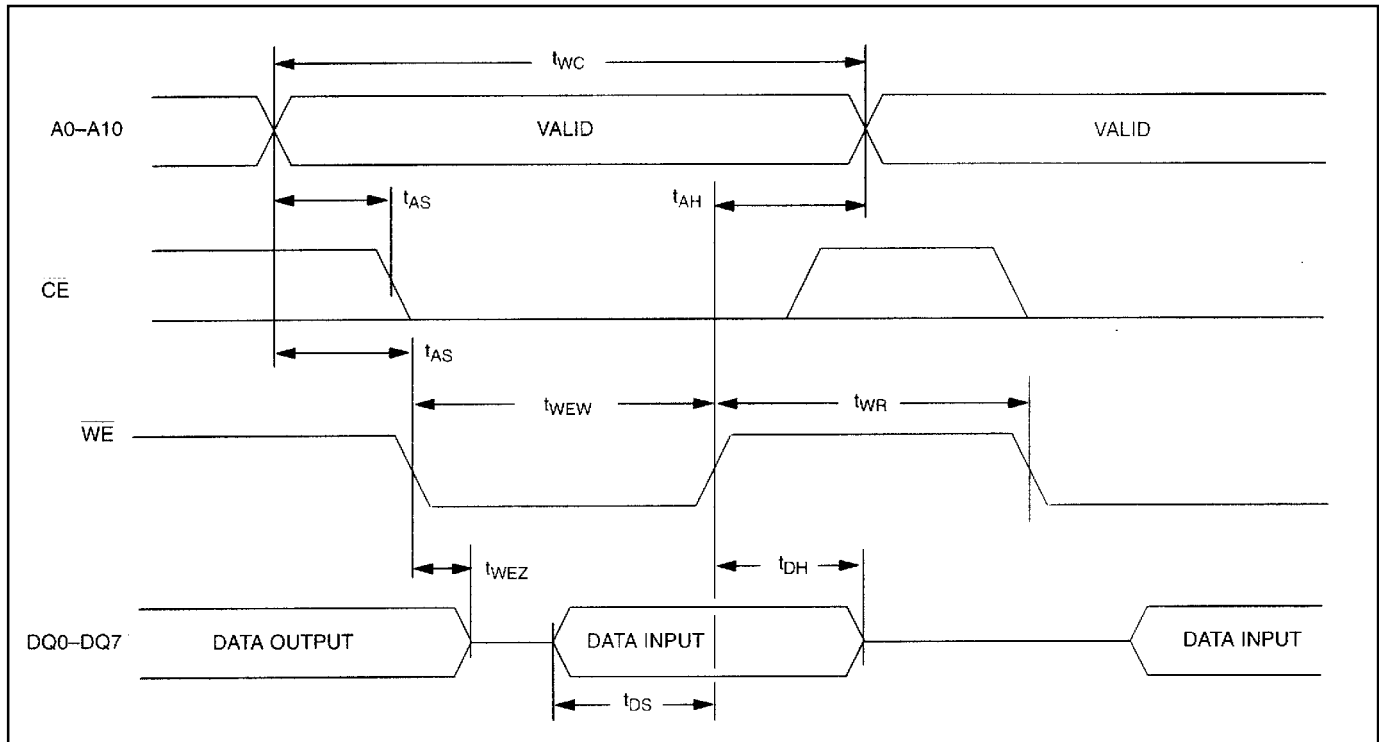 tWC
A0–A10 VALID VALID
tAS tAH
CE
tAS
tWEW tWR
WE
tWEZ tDH
DQ0–DQ7 DATA OUTPUT DATA INPUT DATA INPUT
tDS